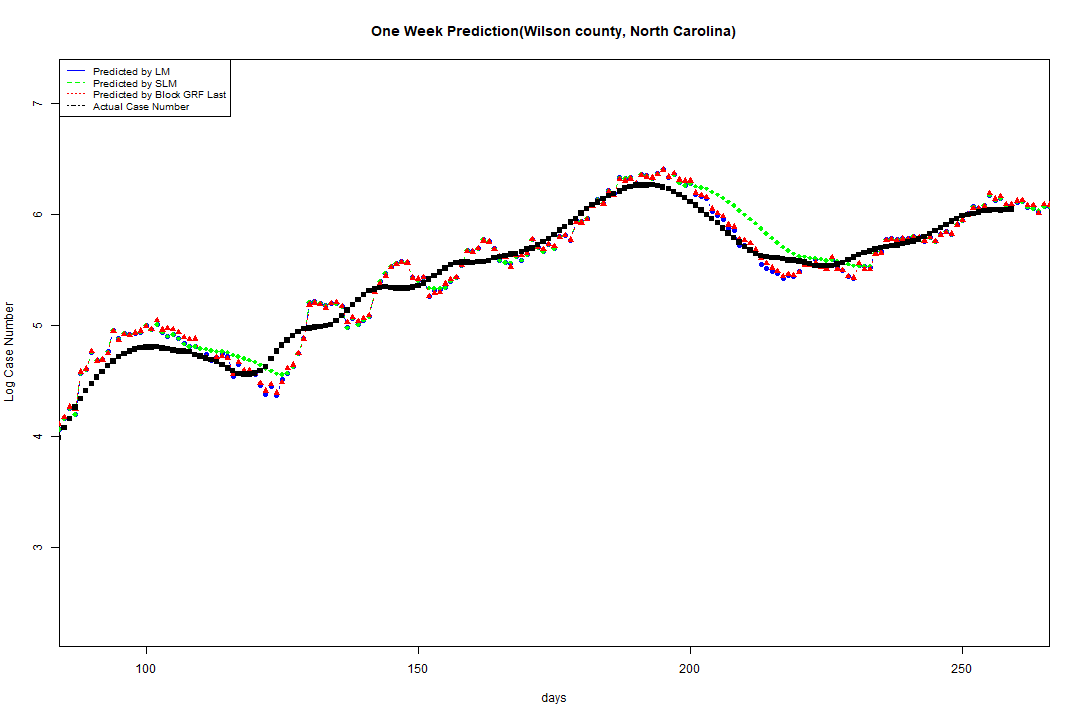 One Week Prediction(Wilson county, North Carolina)
Predicted by LM
Predicted by SLM
Predicted by Block GRF Last
Actual Case Number
7
6
5
4
3
Log Case Number
100 150 200 250
days